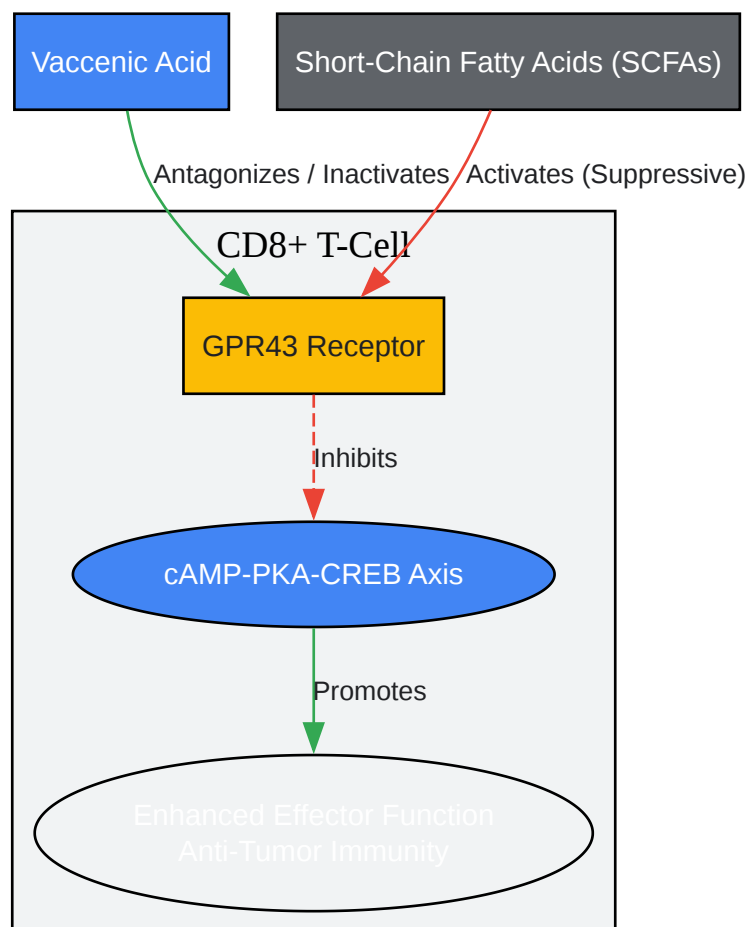 Vaccenic Acid
Short-Chain Fatty Acids (SCFAs)
Antagonizes / Inactivates
Activates (Suppressive)
CD8+ T-Cell
GPR43 Receptor
Inhibits
cAMP-PKA-CREB Axis
Promotes
Enhanced Effector Function
Anti-Tumor Immunity